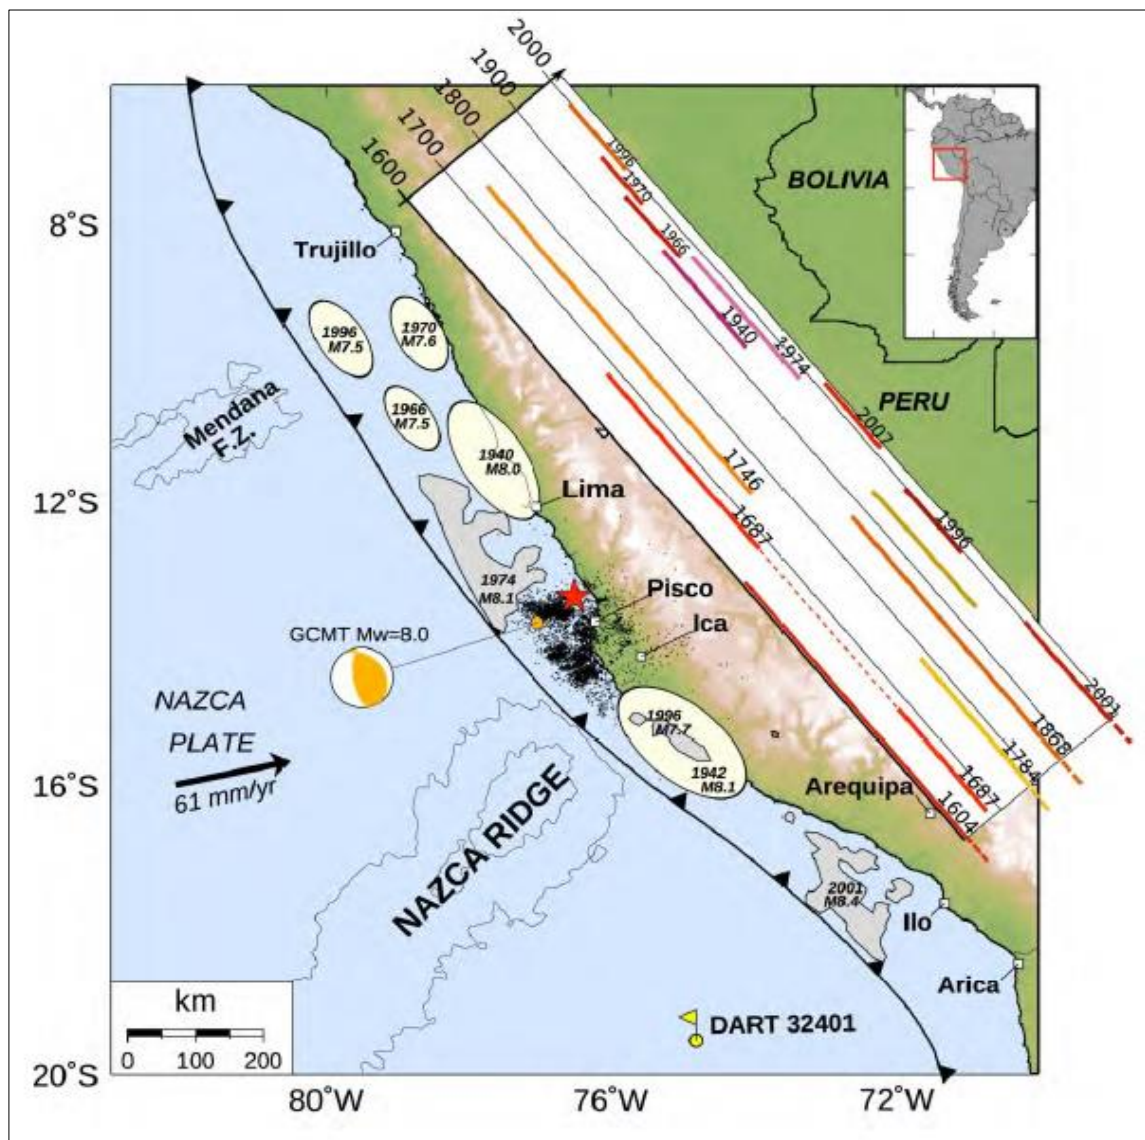 2000
1900
1800
1700
1600
8°S
12°S
16°S
20°S
80°W
76°W
72°W
BOLIVIA
PERU
Trujillo
1996
M7.5
1970
M7.6
1966
M7.5
1940
M8.0
Mendana
F.Z.
Lima
1974
M8.1
Pisco
Ica
GCMT Mw=8.0
NAZCA
PLATE
61 mm/yr
NAZCA RIDGE
1996
M7.7
1942
M8.1
Arequipa
2001
M8.4
Ilo
Arica
DART 32401
km
0 100 200
1996
1970
1966
1940
1974
2007
1746
1687
1996
2001
1868
1784
1687
1604